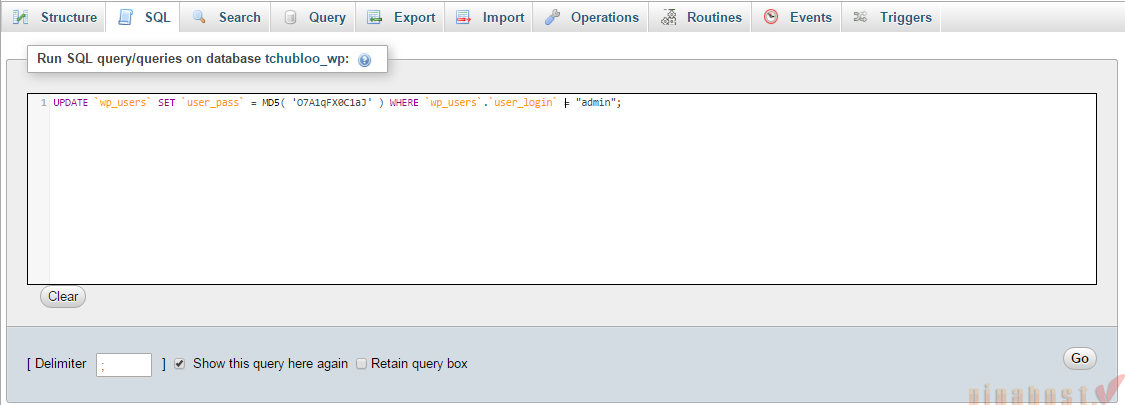 Structure SQL Search Query Export Import Operations Routines Events Triggers
Run SQL query/queries on database tchubloo_wp:
1 UPDATE `wp_users` SET `user_pass` = MD5( 'O7A1qFX0C1aJ' ) WHERE `wp_users`.`user_login` = "admin";
Clear
[ Delimiter ; ] Show this query here again Retain query box
Go